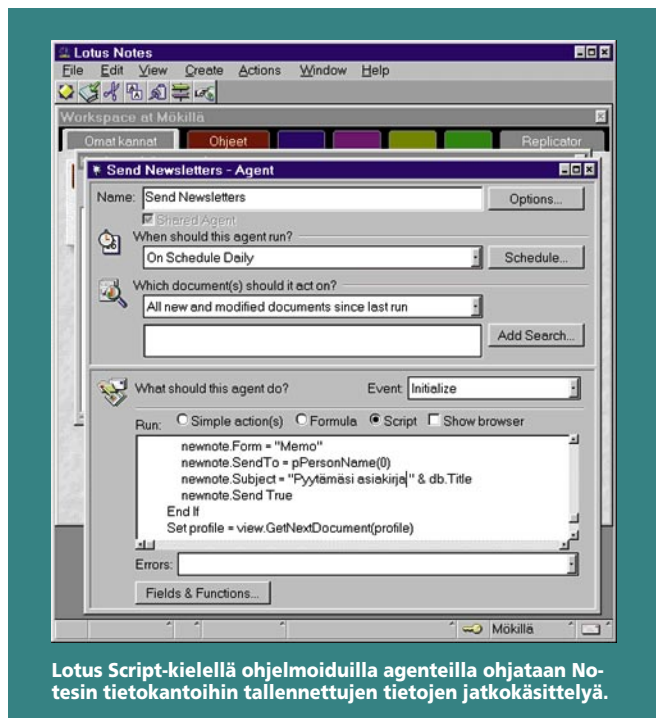 Lotus Notes
File Edit View Create Actions Window Help
Workspace at Mökillä
Omat kannat Ohjeet Replicator
Send Newsletters - Agent
Name: Send Newsletters Options...
Shared Agent
When should this agent run?
On Schedule Daily Schedule...
Which document(s) should it act on?
All new and modified documents since last run
Add Search...
What should this agent do? Event: Initialize
Run: Simple action(s) Formula Script Show browser
newnote.Form = "Memo"
newnote.SendTo = pPersonName(0)
newnote.Subject = "Pyytämäsi asiakirja" & db.Title
newnote.Send True
End If
Set profile = view.GetNextDocument(profile)
Errors:
Fields & Functions...
Mökillä
Lotus Script-kielellä ohjelmoiduilla agenteilla ohjataan No-
tesin tietokantoihin tallennettujen tietojen jatkokäsittelyä.